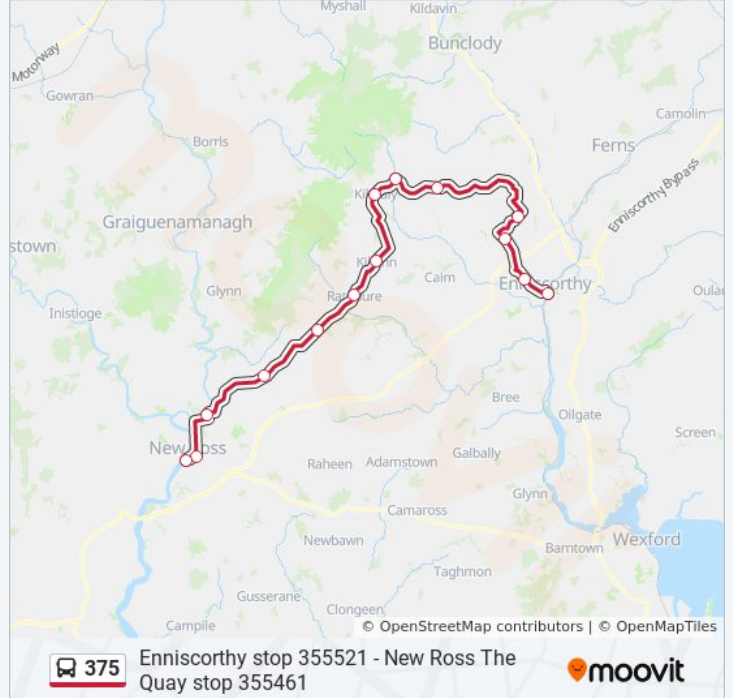 Myshall
Kildavin
Bunclody
Motorway
Gowran
Camolin
Borris
Ferns
Enniscorthy Bypass
Graiguenamanagh
stown
Caim
Enniscorthy
Glynn
Oular
Inistioge
Bree
Oilgate
Screen
New Ross
Galbally
Raheen
Adamstown
Glynn
Camaross
Newbawn
Wexford
Barntown
Taghmon
Gusserane
Clongeen
Campile
© OpenStreetMap contributors | © OpenMapTiles
375
Enniscorthy stop 355521 - New Ross The
Quay stop 355461
moovit